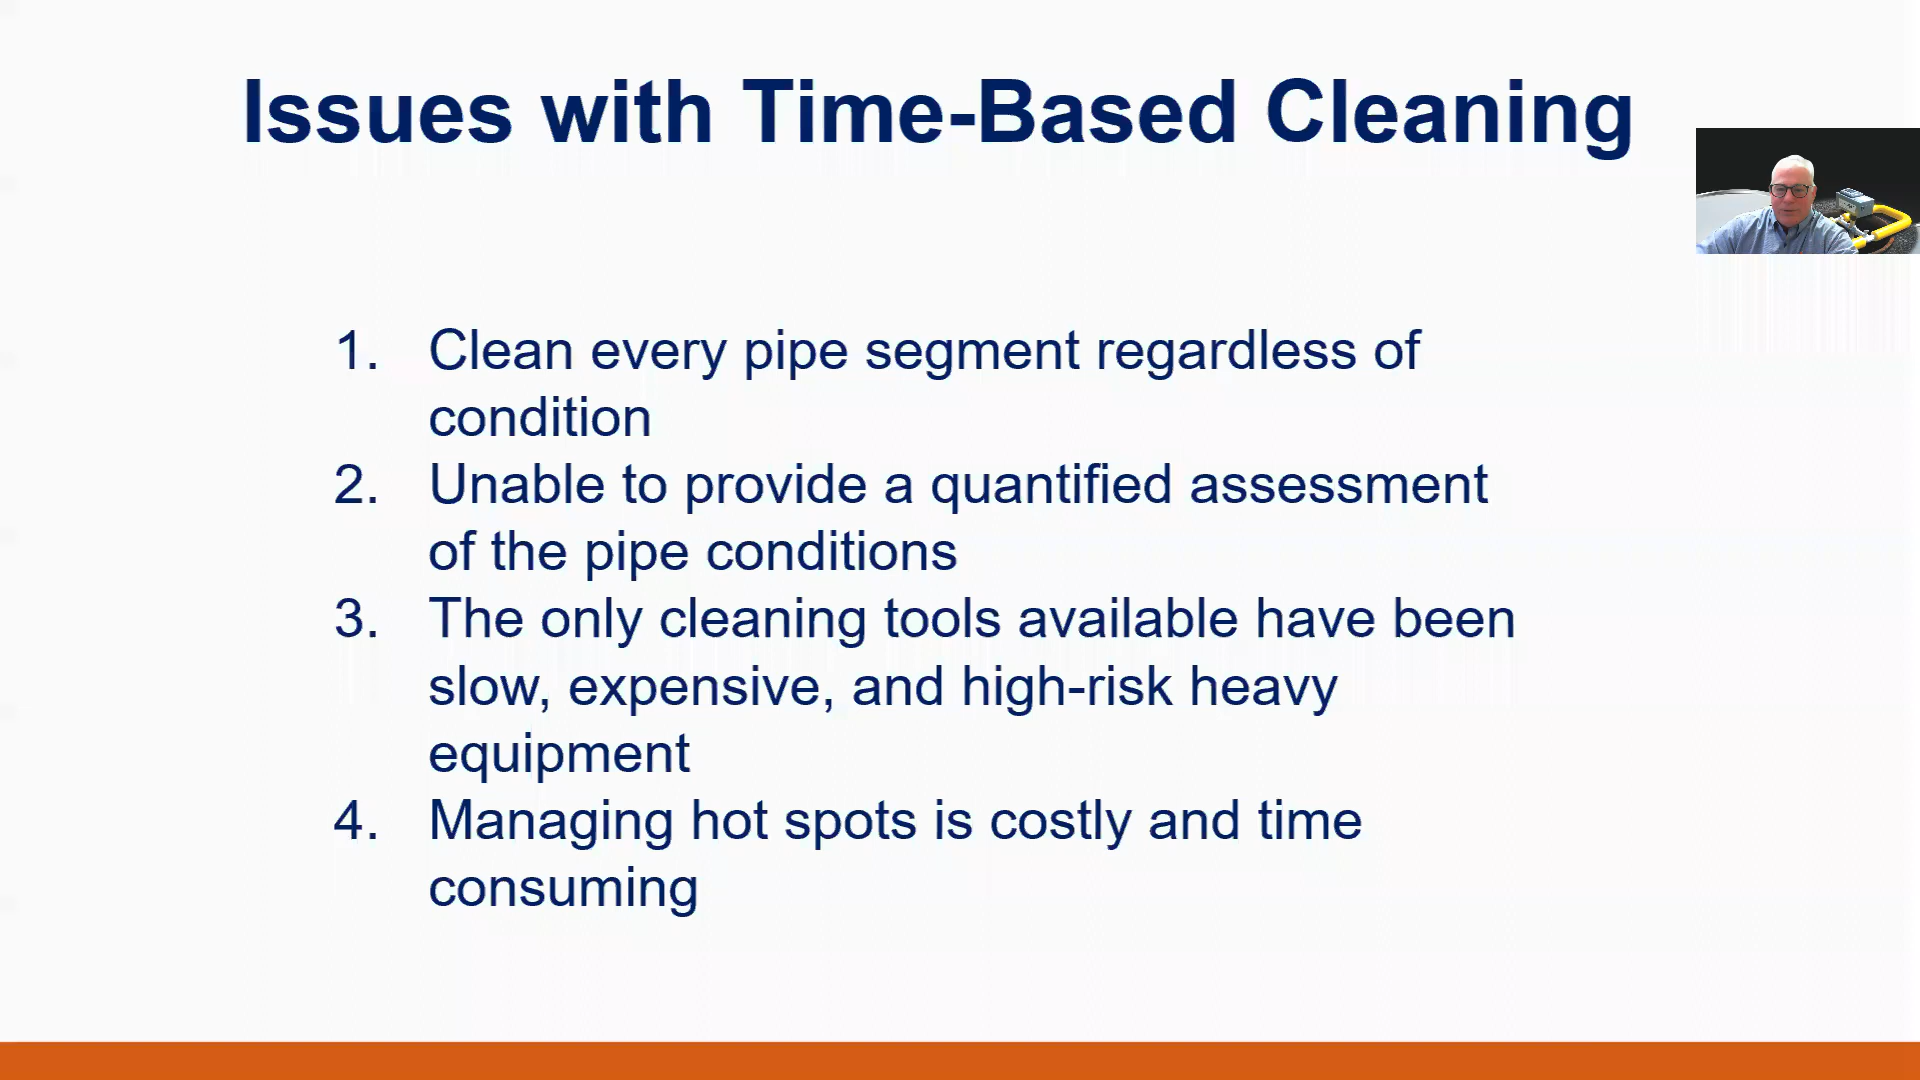 Issues with Time-Based Cleaning
1. Clean every pipe segment regardless of
condition
2. Unable to provide a quantified assessment
of the pipe conditions
3. The only cleaning tools available have been
slow, expensive, and high-risk heavy
equipment
4. Managing hot spots is costly and time
consuming